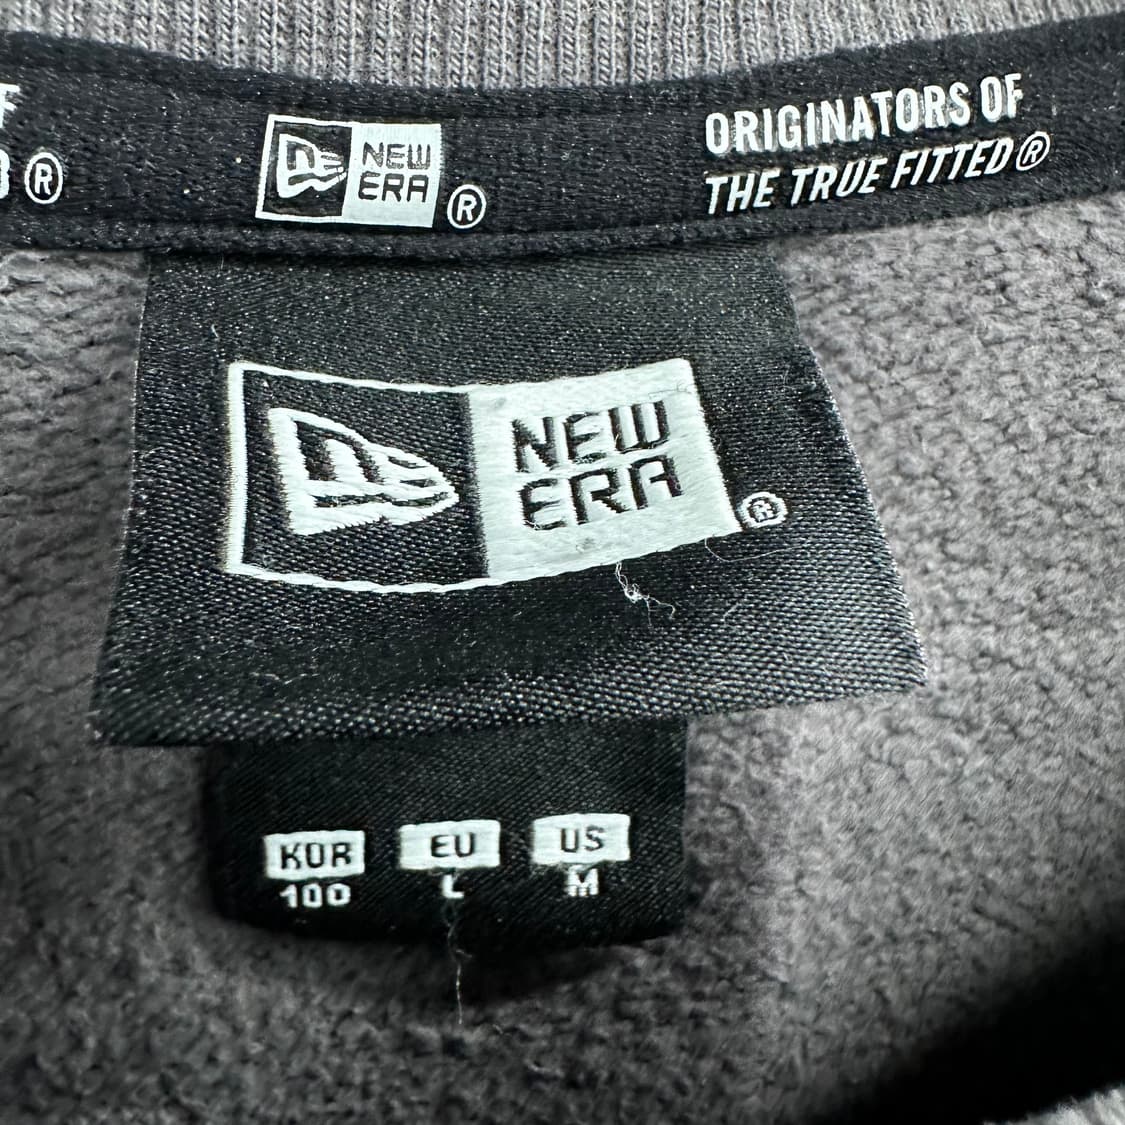 ®
NEW
ERA®
ORIGINATORS OF
THE TRUE FITTED®
NEW
ERA®
KOR EU US
100 L M